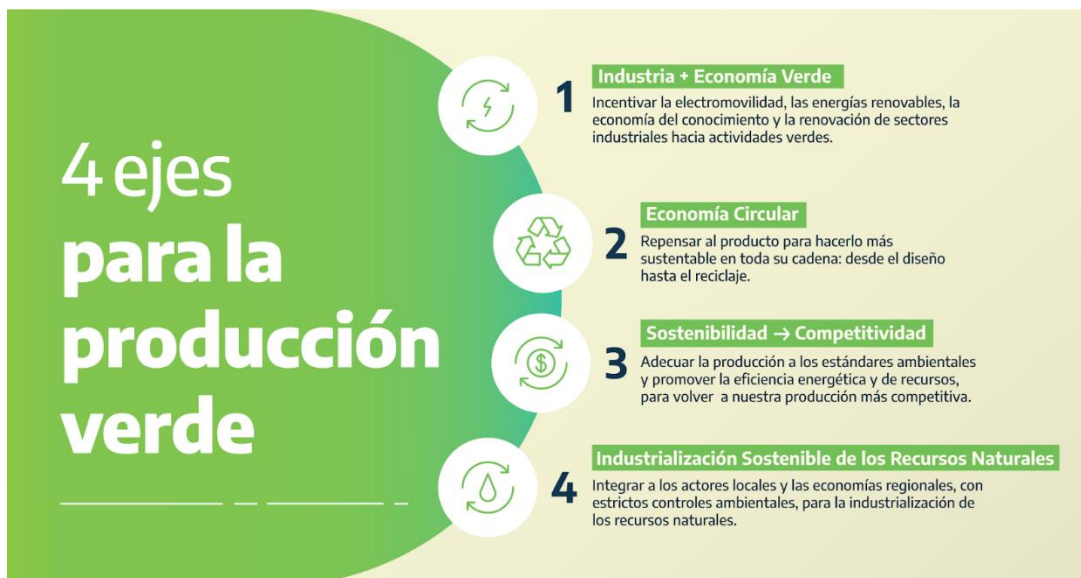 4 ejes
para la
producción
verde
1
Industria + Economía Verde
Incentivar la electromovilidad, las energías renovables, la
economía del conocimiento y la renovación de sectores
industriales hacia actividades verdes.
2
Economía Circular
Repensar al producto para hacerlo más
sustentable en toda su cadena: desde el diseño
hasta el reciclaje.
3
Sostenibilidad → Competitividad
Adecuar la producción a los estándares ambientales
y promover la eficiencia energética y de recursos,
para volver a nuestra producción más competitiva.
4
Industrialización Sostenible de los Recursos Naturales
Integrar a los actores locales y las economías regionales, con
estrictos controles ambientales, para la industrialización de
los recursos naturales.
$